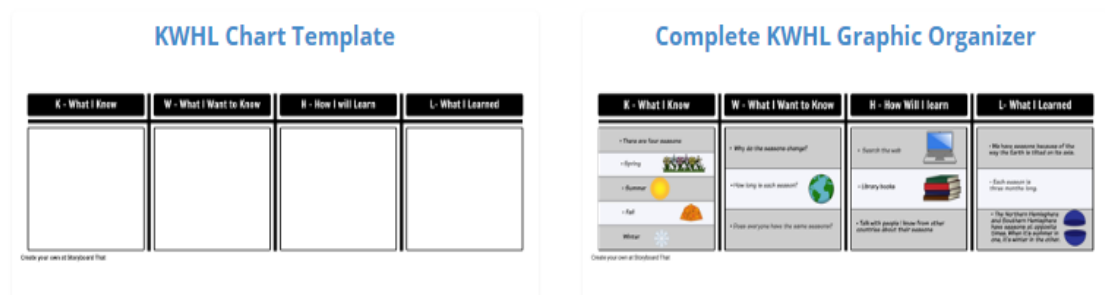 KWHL Chart Template
K - What I Know
W - What I Want to Know
H - How I will Learn
L- What I Learned
Create your own at Storyboard That
Complete KWHL Graphic Organizer
K - What I Know
W - What I Want to Know
H - How Will I learn
L- What I Learned
• There are four seasons
• Spring
• Summer
• Fall
Winter
• Why do the seasons change?
• How long is each season?
• Does everyone have the same seasons?
• Search the web
• Library books
• Talk with people I know from other
countries about their seasons
• We have seasons because of the
way the Earth is tilted on its axis.
• Each season is
three months long.
• The Northern Hemisphere
and Southern Hemisphere
have seasons at opposite
times. When it's summer in
one, it's winter in the other.
Create your own at Storyboard That